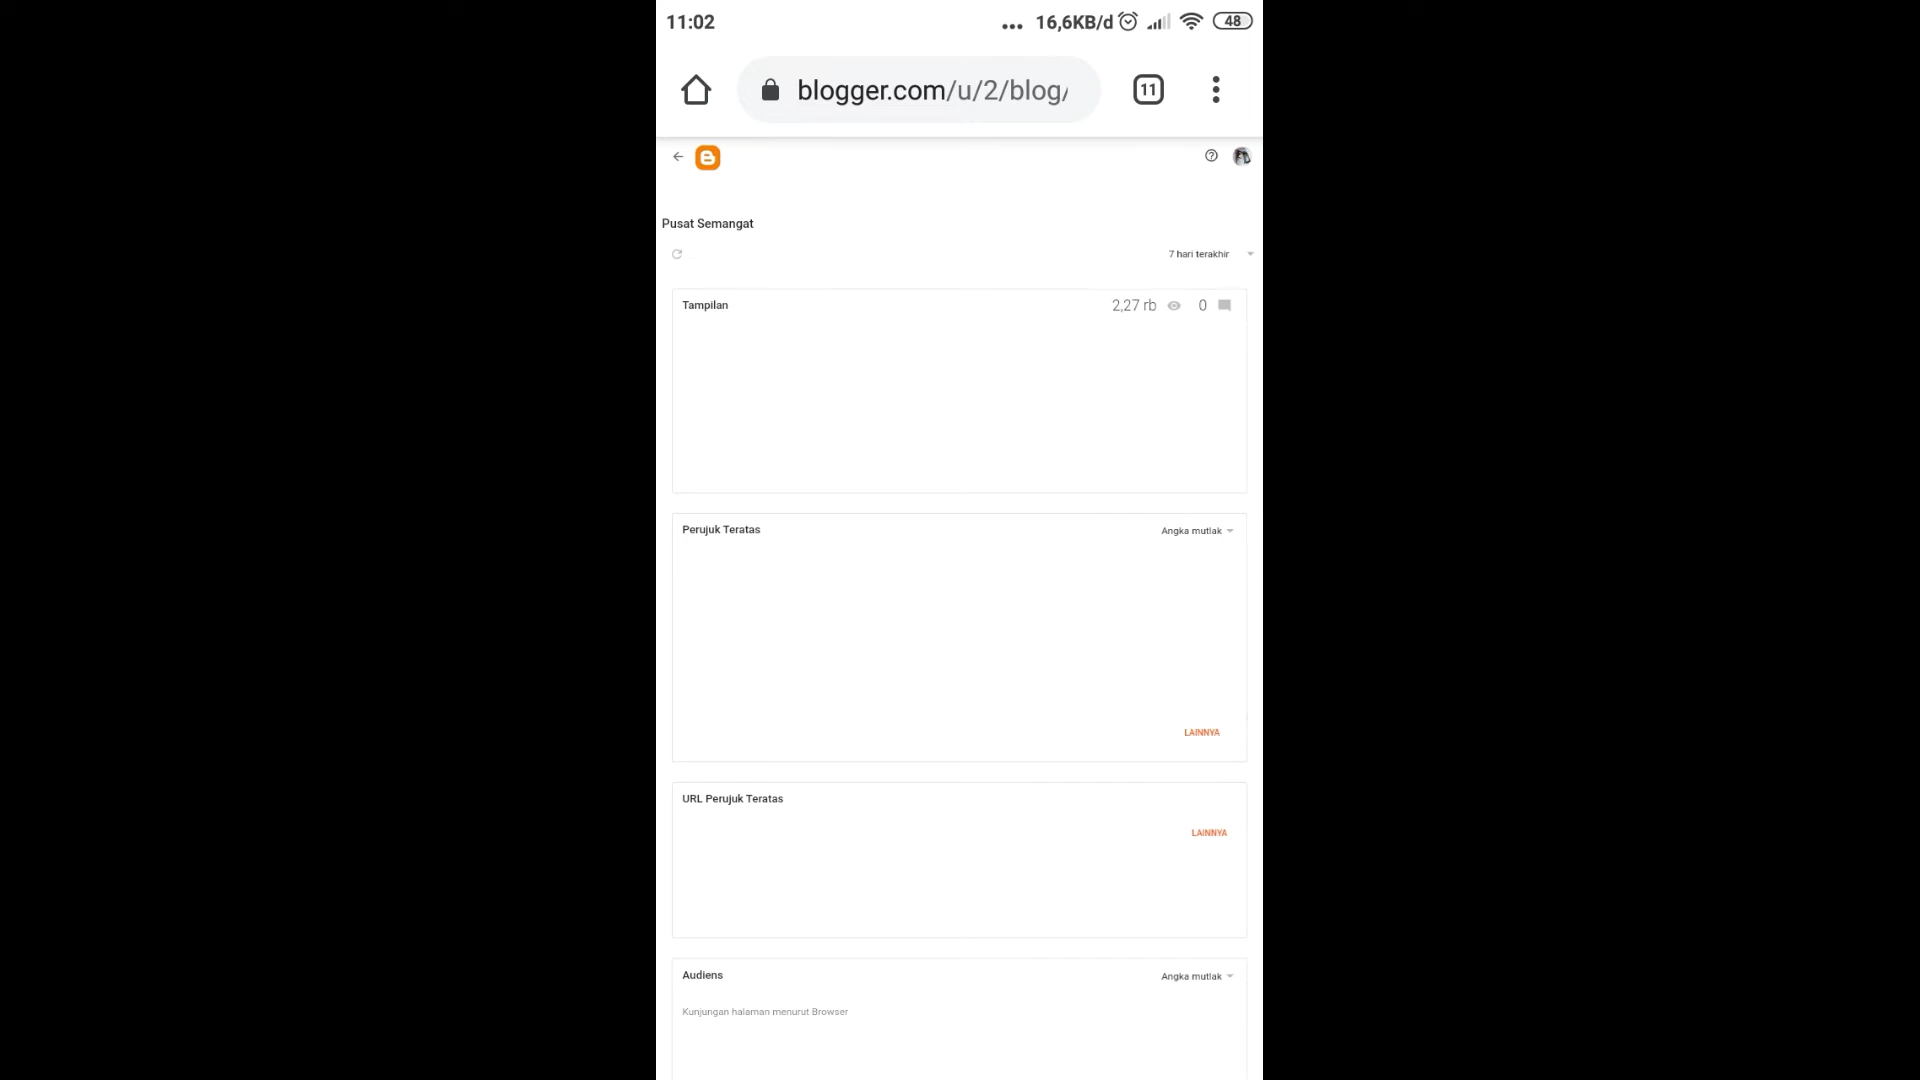 11:02
... 16,6KB/d 48
blogger.com/u/2/blog/
11
Pusat Semangat
7 hari terakhir
Tampilan
2,27 rb 0
Perujuk Teratas
Angka mutlak
LAINNYA
URL Perujuk Teratas
LAINNYA
Audiens
Angka mutlak
Kunjungan halaman menurut Browser